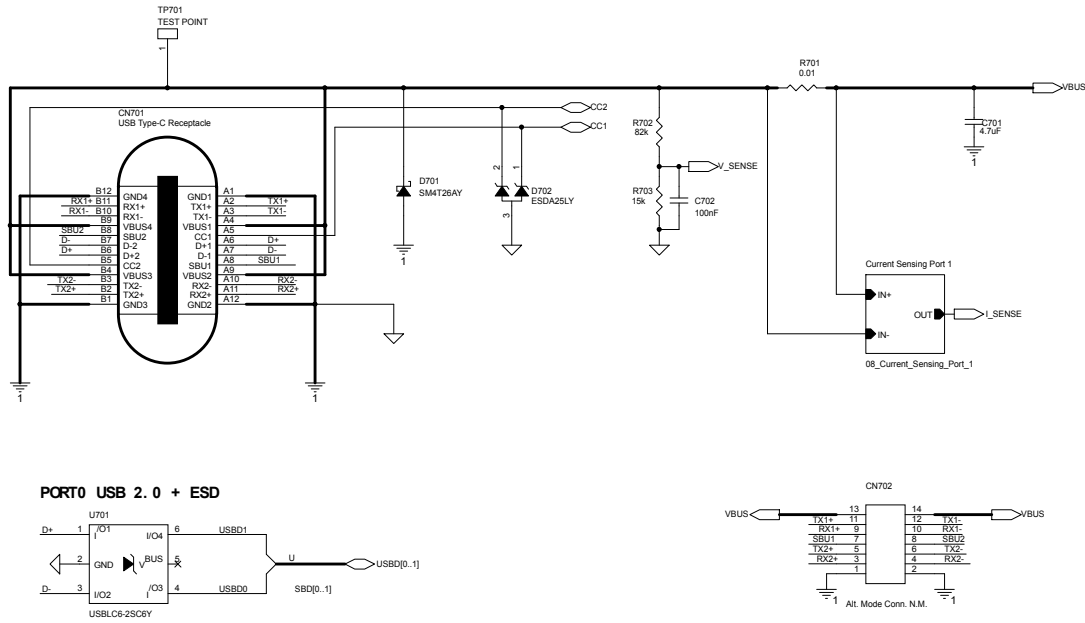 TP701
TEST POINT
1
R701
0.01
VBUS
CN701
USB Type-C Receptacle
CC2
CC1
R702
82k
V_SENSE
C701
4.7uF
1
D701
SM4T26AY
1
2
1
D702
ESDA25LY
3
R703
15k
C702
100nF
B12 GND4 GND1 A1
RX1+ B11 RX1+ TX1+ A2 TX1+
RX1- B10 RX1- TX1- A3 TX1-
B9 VBUS4 VBUS1 A4
SBU2 B8 SBU2 CC1 A5
D- B7 D-2 D+1 A6 D+
D+ B6 D+2 D-1 A7 D-
B5 CC2 SBU1 A8 SBU1
B4 VBUS3 VBUS2 A9
TX2- B3 TX2- RX2- A10 RX2-
TX2+ B2 TX2+ RX2+ A11 RX2+
B1 GND3 GND2 A12
1
1
Current Sensing Port 1
IN+
OUT
I_SENSE
IN-
08_Current_Sensing_Port_1
PORT0 USB 2.0 + ESD
U701
D+ 1 I/O1 I/O4 6 USBD1
2 GND VBUS 5
D- 3 I/O2 I/O3 4 USBD0
USBLC6-2SC6Y
U
USBD[0..1]
SBD[0..1]
CN702
VBUS 13 14 VBUS
TX1+ 11 12 TX1-
RX1+ 9 10 RX1-
SBU1 7 8 SBU2
TX2+ 5 6 TX2-
RX2+ 3 4 RX2-
1 2
1
1
Alt. Mode Conn. N.M.